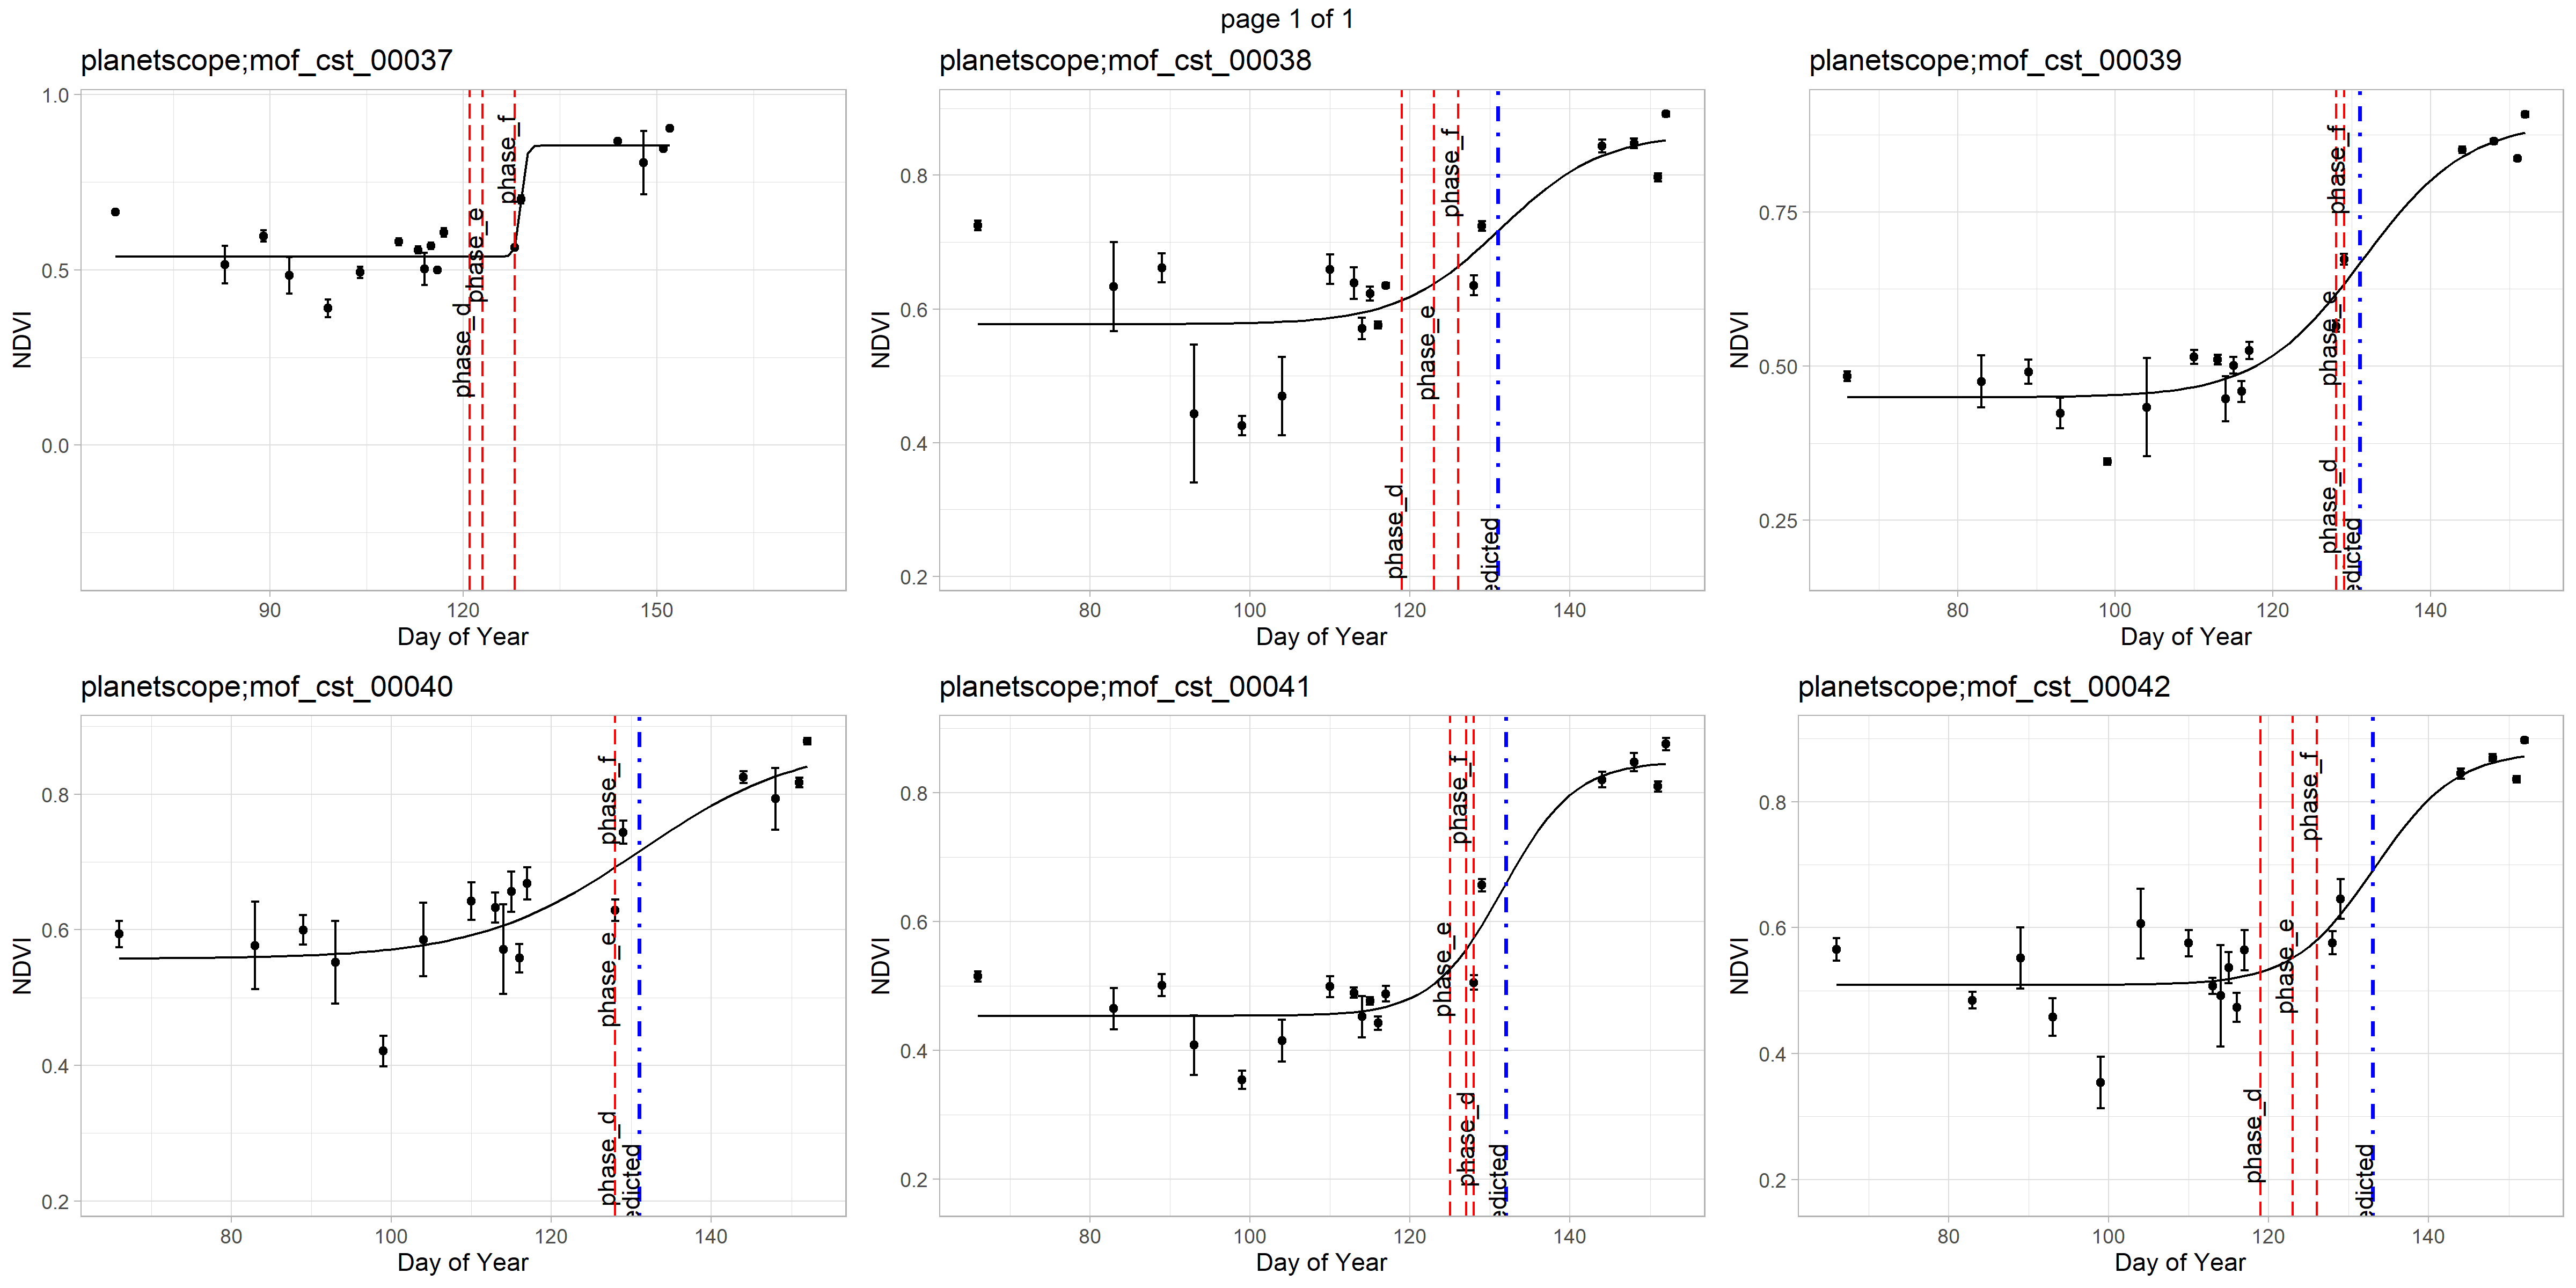 page 1 of 1
planetscope;mof_cst_00037
planetscope;mof_cst_00038
planetscope;mof_cst_00039
NDVI
1.0
0.5
0.0
phase_d
phase_e
phase_f
90
120
150
Day of Year
NDVI
0.8
0.6
0.4
0.2
phase_d
phase_e
phase_f
edicted
80
100
120
140
Day of Year
NDVI
0.75
0.50
0.25
phase_d
phase_e
phase_f
edicted
80
100
120
140
Day of Year
planetscope;mof_cst_00040
planetscope;mof_cst_00041
planetscope;mof_cst_00042
NDVI
0.8
0.6
0.4
0.2
phase_d
phase_e
phase_f
edicted
80
100
120
140
Day of Year
NDVI
0.8
0.6
0.4
0.2
phase_e
phase_d
phase_f
edicted
80
100
120
140
Day of Year
NDVI
0.8
0.6
0.4
0.2
phase_d
phase_e
phase_f
edicted
80
100
120
140
Day of Year